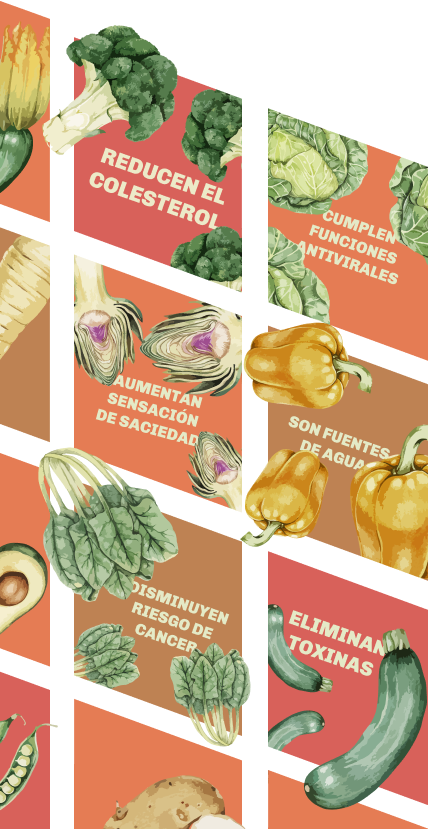 REDUCEN EL
COLESTEROL
CUMPLEN
FUNCIONES
ANTIVIRALES
AUMENTAN
SENSACIÓN
DE SACIEDAD
SON FUENTES
DE AGUA
DISMINUYEN
RIESGO DE
CANCER
ELIMINAN
TOXINAS